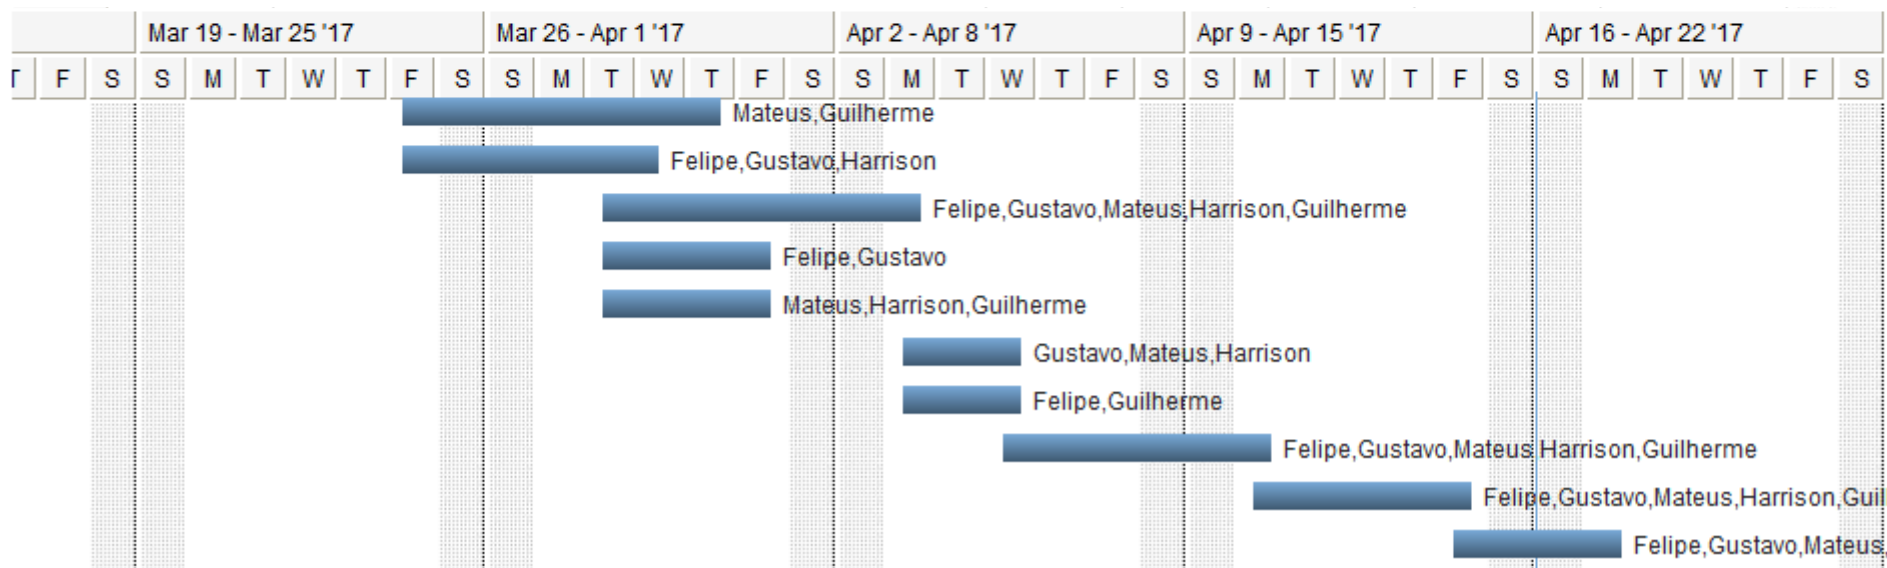 Mar 19 - Mar 25 '17 Mar 26 - Apr 1 '17 Apr 2 - Apr 8 '17 Apr 9 - Apr 15 '17 Apr 16 - Apr 22 '17
T F S S M T W T F S S M T W T F S S M T W T F S S M T W T F S S M T W T F S
Mateus,Guilherme
Felipe,Gustavo,Harrison
Felipe,Gustavo,Mateus,Harrison,Guilherme
Felipe,Gustavo
Mateus,Harrison,Guilherme
Gustavo,Mateus,Harrison
Felipe,Guilherme
Felipe,Gustavo,Mateus,Harrison,Guilherme
Felipe,Gustavo,Mateus,Harrison,Guil
Felipe,Gustavo,Mateus,